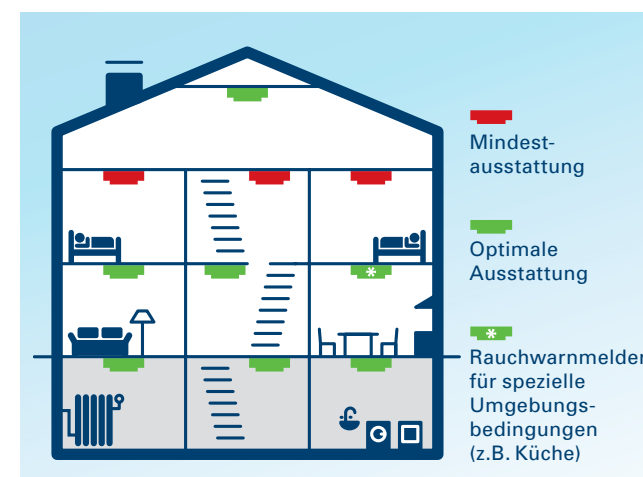 Mindest-
ausstattung
Optimale
Ausstattung
*
*
Rauchwarnmelder
für spezielle
Umgebungs-
bedingungen
(z.B. Küche)